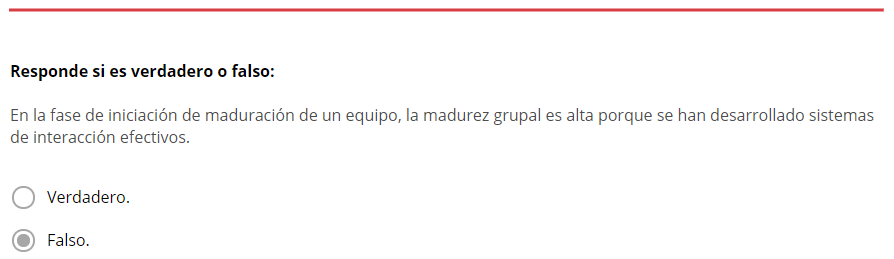 Responde si es verdadero o falso:
En la fase de iniciación de maduración de un equipo, la madurez grupal es alta porque se han desarrollado sistemas
de interacción efectivos.
Verdadero.
Falso.